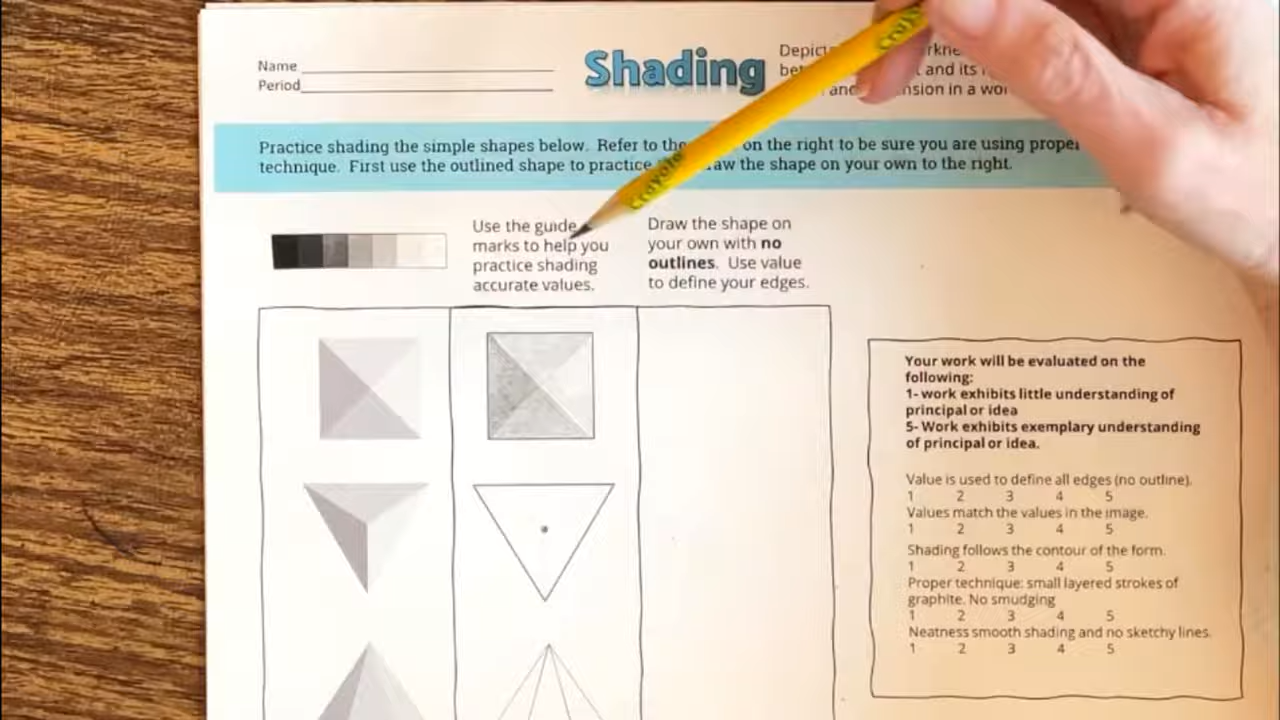 Name
Period
Shading
and its
in a
Practice shading the simple shapes below. Refer to the on the right to be sure you are using proper
technique. First use the outlined shape to practice the shape on your own to the right.
Crayola
Use the guide
marks to help you
practice shading
accurate values.
Draw the shape on
your own with no
outlines. Use value
to define your edges.
Your work will be evaluated on the
following:
1- work exhibits little understanding of
principal or idea
5- Work exhibits exemplary understanding
of principal or idea.
Value is used to define all edges (no outline).
1 2 3 4 5
Values match the values in the image.
1 2 3 4 5
Shading follows the contour of the form.
1 2 3 4 5
Proper technique: small layered strokes of
graphite. No smudging
1 2 3 4 5
Neatness smooth shading and no sketchy lines.
1 2 3 4 5